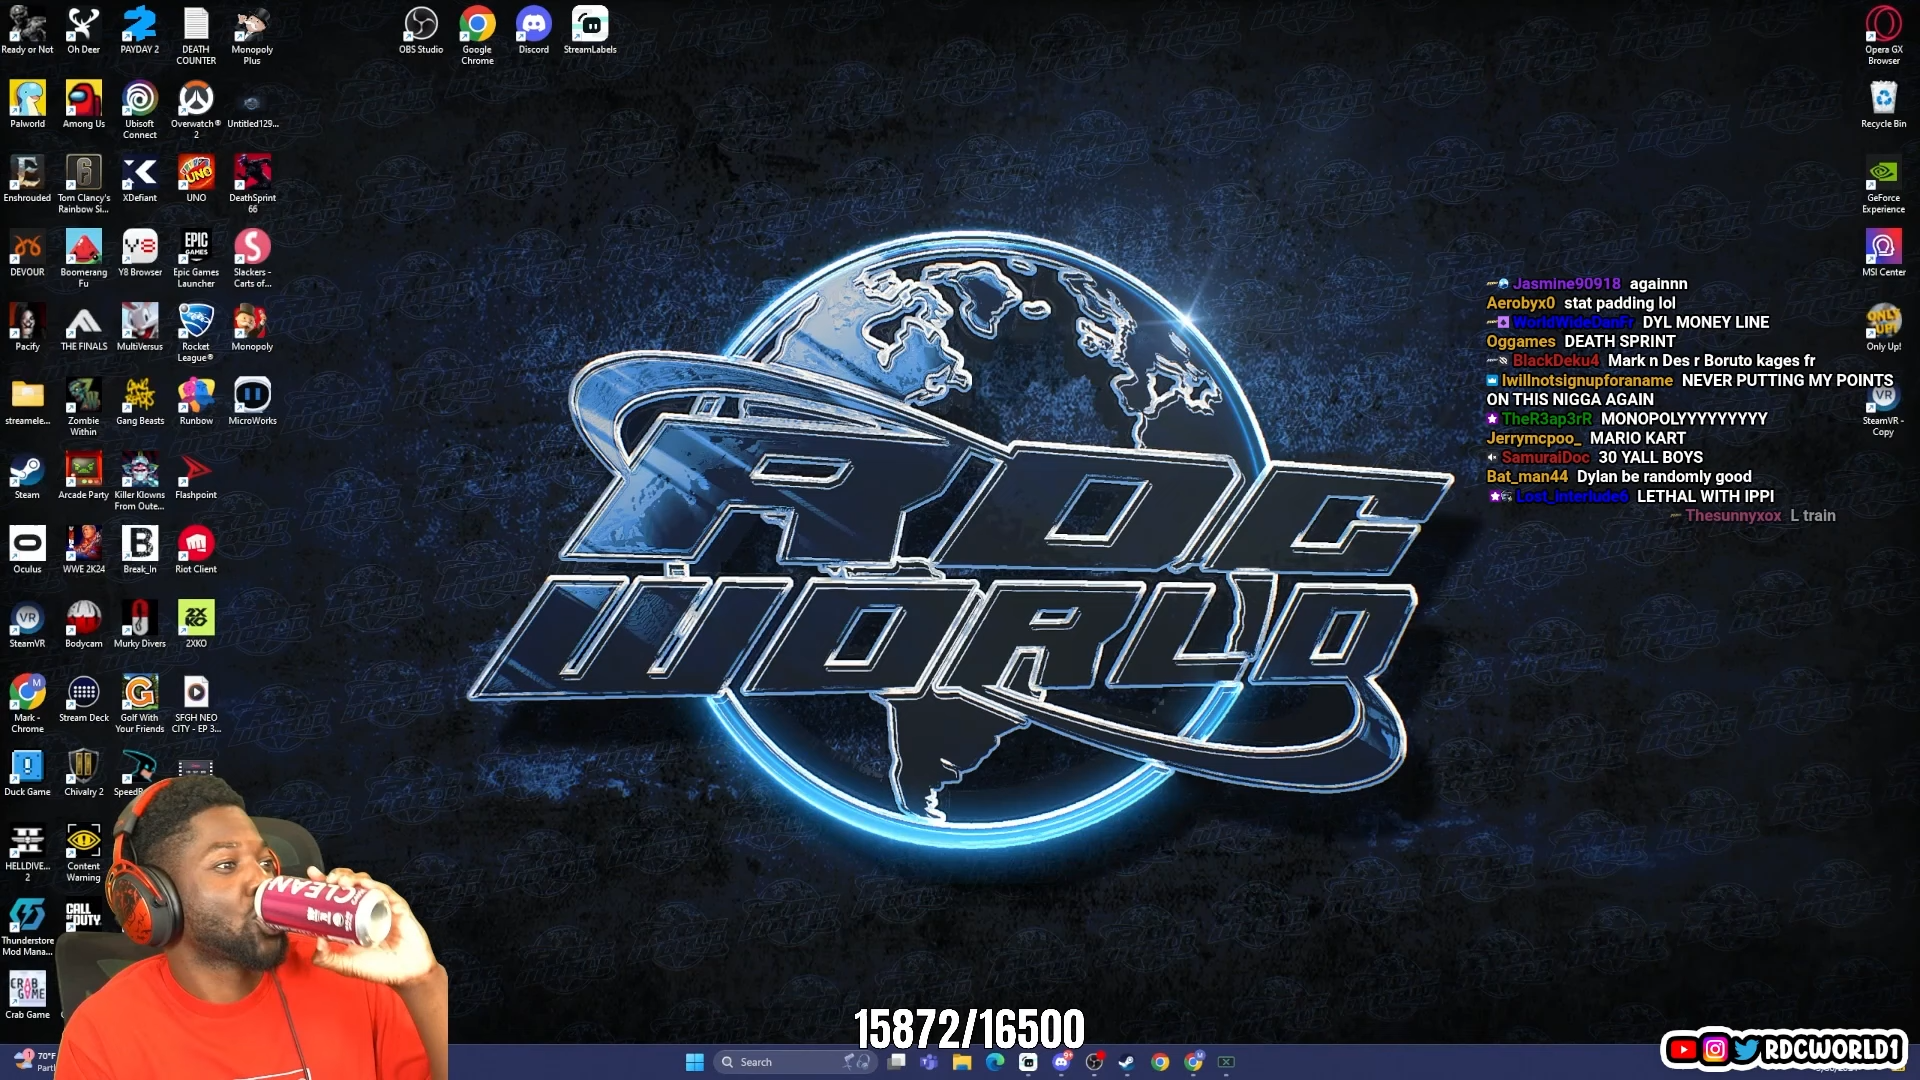 Ready or Not
Oh Deer
PAYDAY 2
DEATH
COUNTER
Monopoly
Plus
OBS Studio
Google
Chrome
Discord
StreamLabels
Opera GX
Browser
Palworld
Among Us
Ubisoft
Connect
Overwatch®
2
Untitled129...
Recycle Bin
Enshrouded
Tom Clancy's
Rainbow Si...
XDefiant
UNO
DeathSprint
66
GeForce
Experience
DEVOUR
Boomerang
Fu
Y8 Browser
Epic Games
Launcher
Slackers -
Carts of...
MSI Center
Pacify
THE FINALS
MultiVersus
Rocket
League®
Monopoly
Only Up!
streamele...
Zombie
Within
Gang Beasts
Runbow
MicroWorks
SteamVR -
Copy
Steam
Arcade Party
Killer Klowns
From Oute...
Flashpoint
Oculus
WWE 2K24
Break_In
Riot Client
SteamVR
Bodycam
Murky Divers
2XKO
Mark -
Chrome
Stream Deck
Golf With
Your Friends
SFGH NEO
CITY - EP 3...
Duck Game
Chivalry 2
HELLDIVE...
2
Content
Warning
CALL OF DUTY
Thunderstore
Mod Mana...
CRAB GAME
Crab Game
RDC
WORLD
Jasmine90918 againnn
Aerobyx0 stat padding lol
WorldWideDanFr DYL MONEY LINE
Oggames DEATH SPRINT
BlackDeku4 Mark n Des r Boruto kages fr
Iwillnotsignupforaname NEVER PUTTING MY POINTS
ON THIS NIGGA AGAIN
TheR3ap3rR MONOPOLYYYYYYYYY
Jerrymcpoo_ MARIO KART
SamuraiDoc 30 YALL BOYS
Bat_man44 Dylan be randomly good
Lost_interlude6 LETHAL WITH IPPI
Thesunnyxox L train
CLEAN
15872/16500
70°F
Search
RDCWORLD1